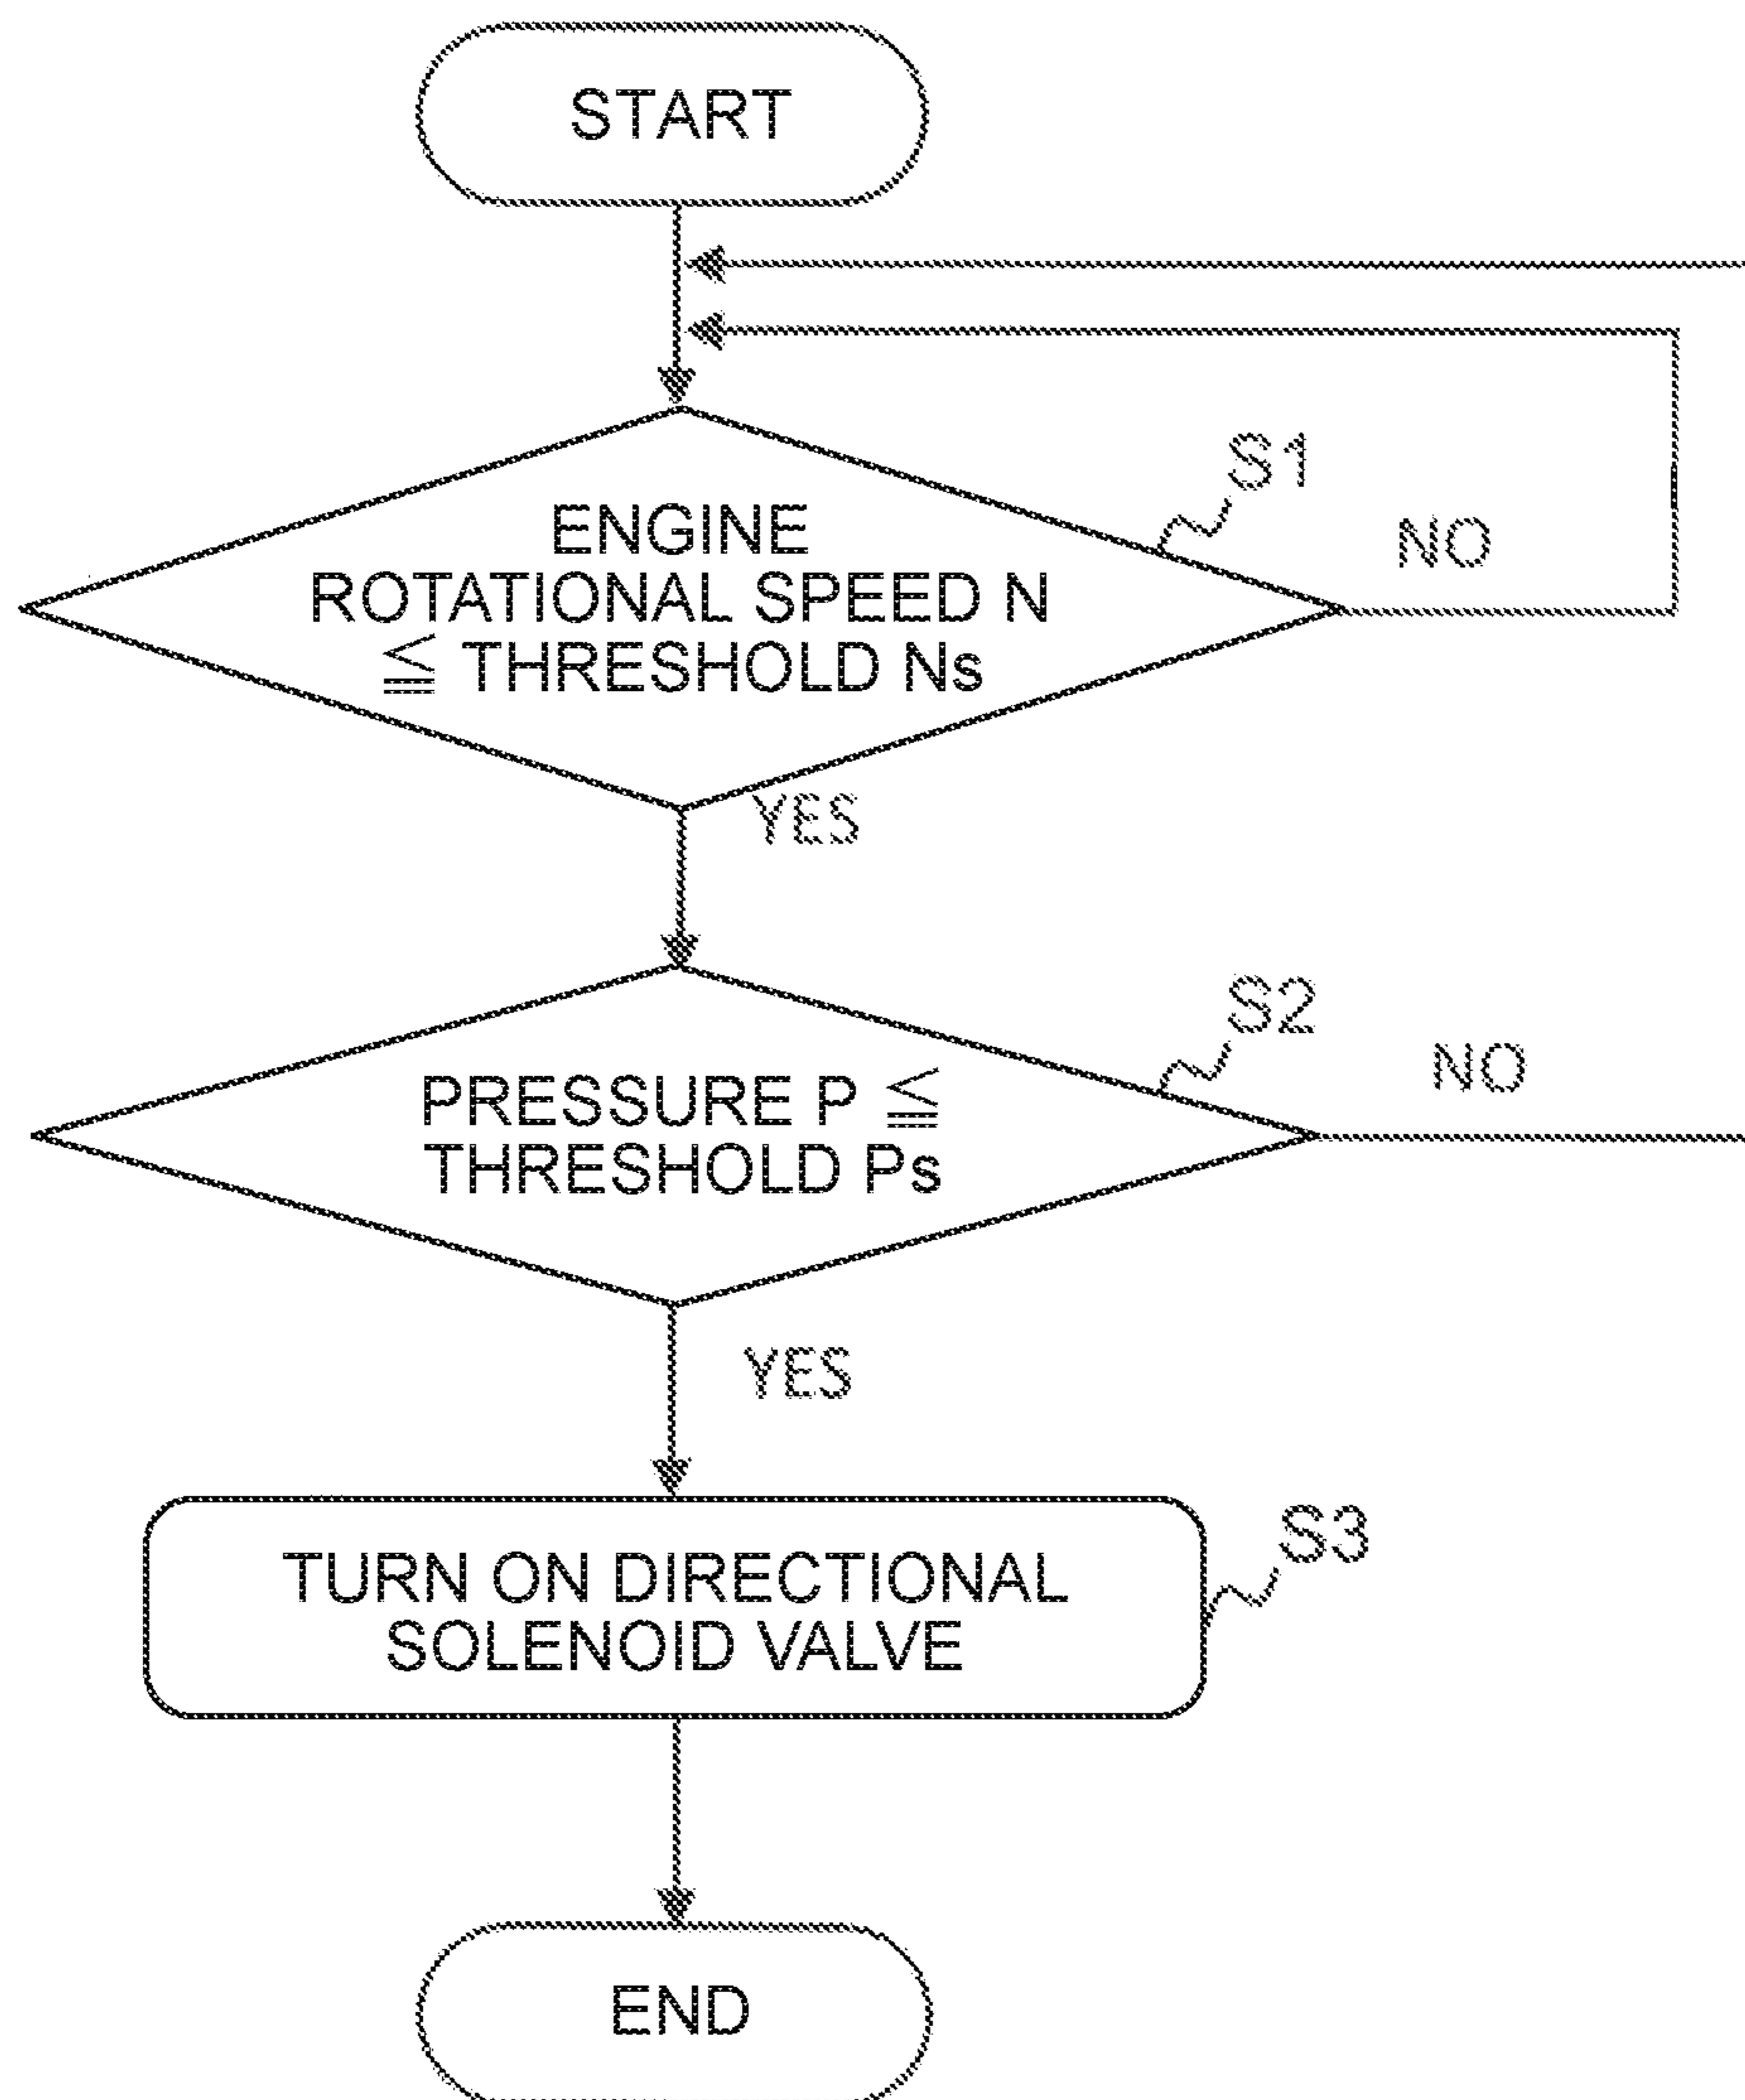 START
S1
ENGINE
NO
ROTATIONAL SPEED N
≦ THRESHOLD Ns
YES
S2
NO
PRESSURE P ≦
THRESHOLD Ps
YES
S3
TURN ON DIRECTIONAL
SOLENOID VALVE
END